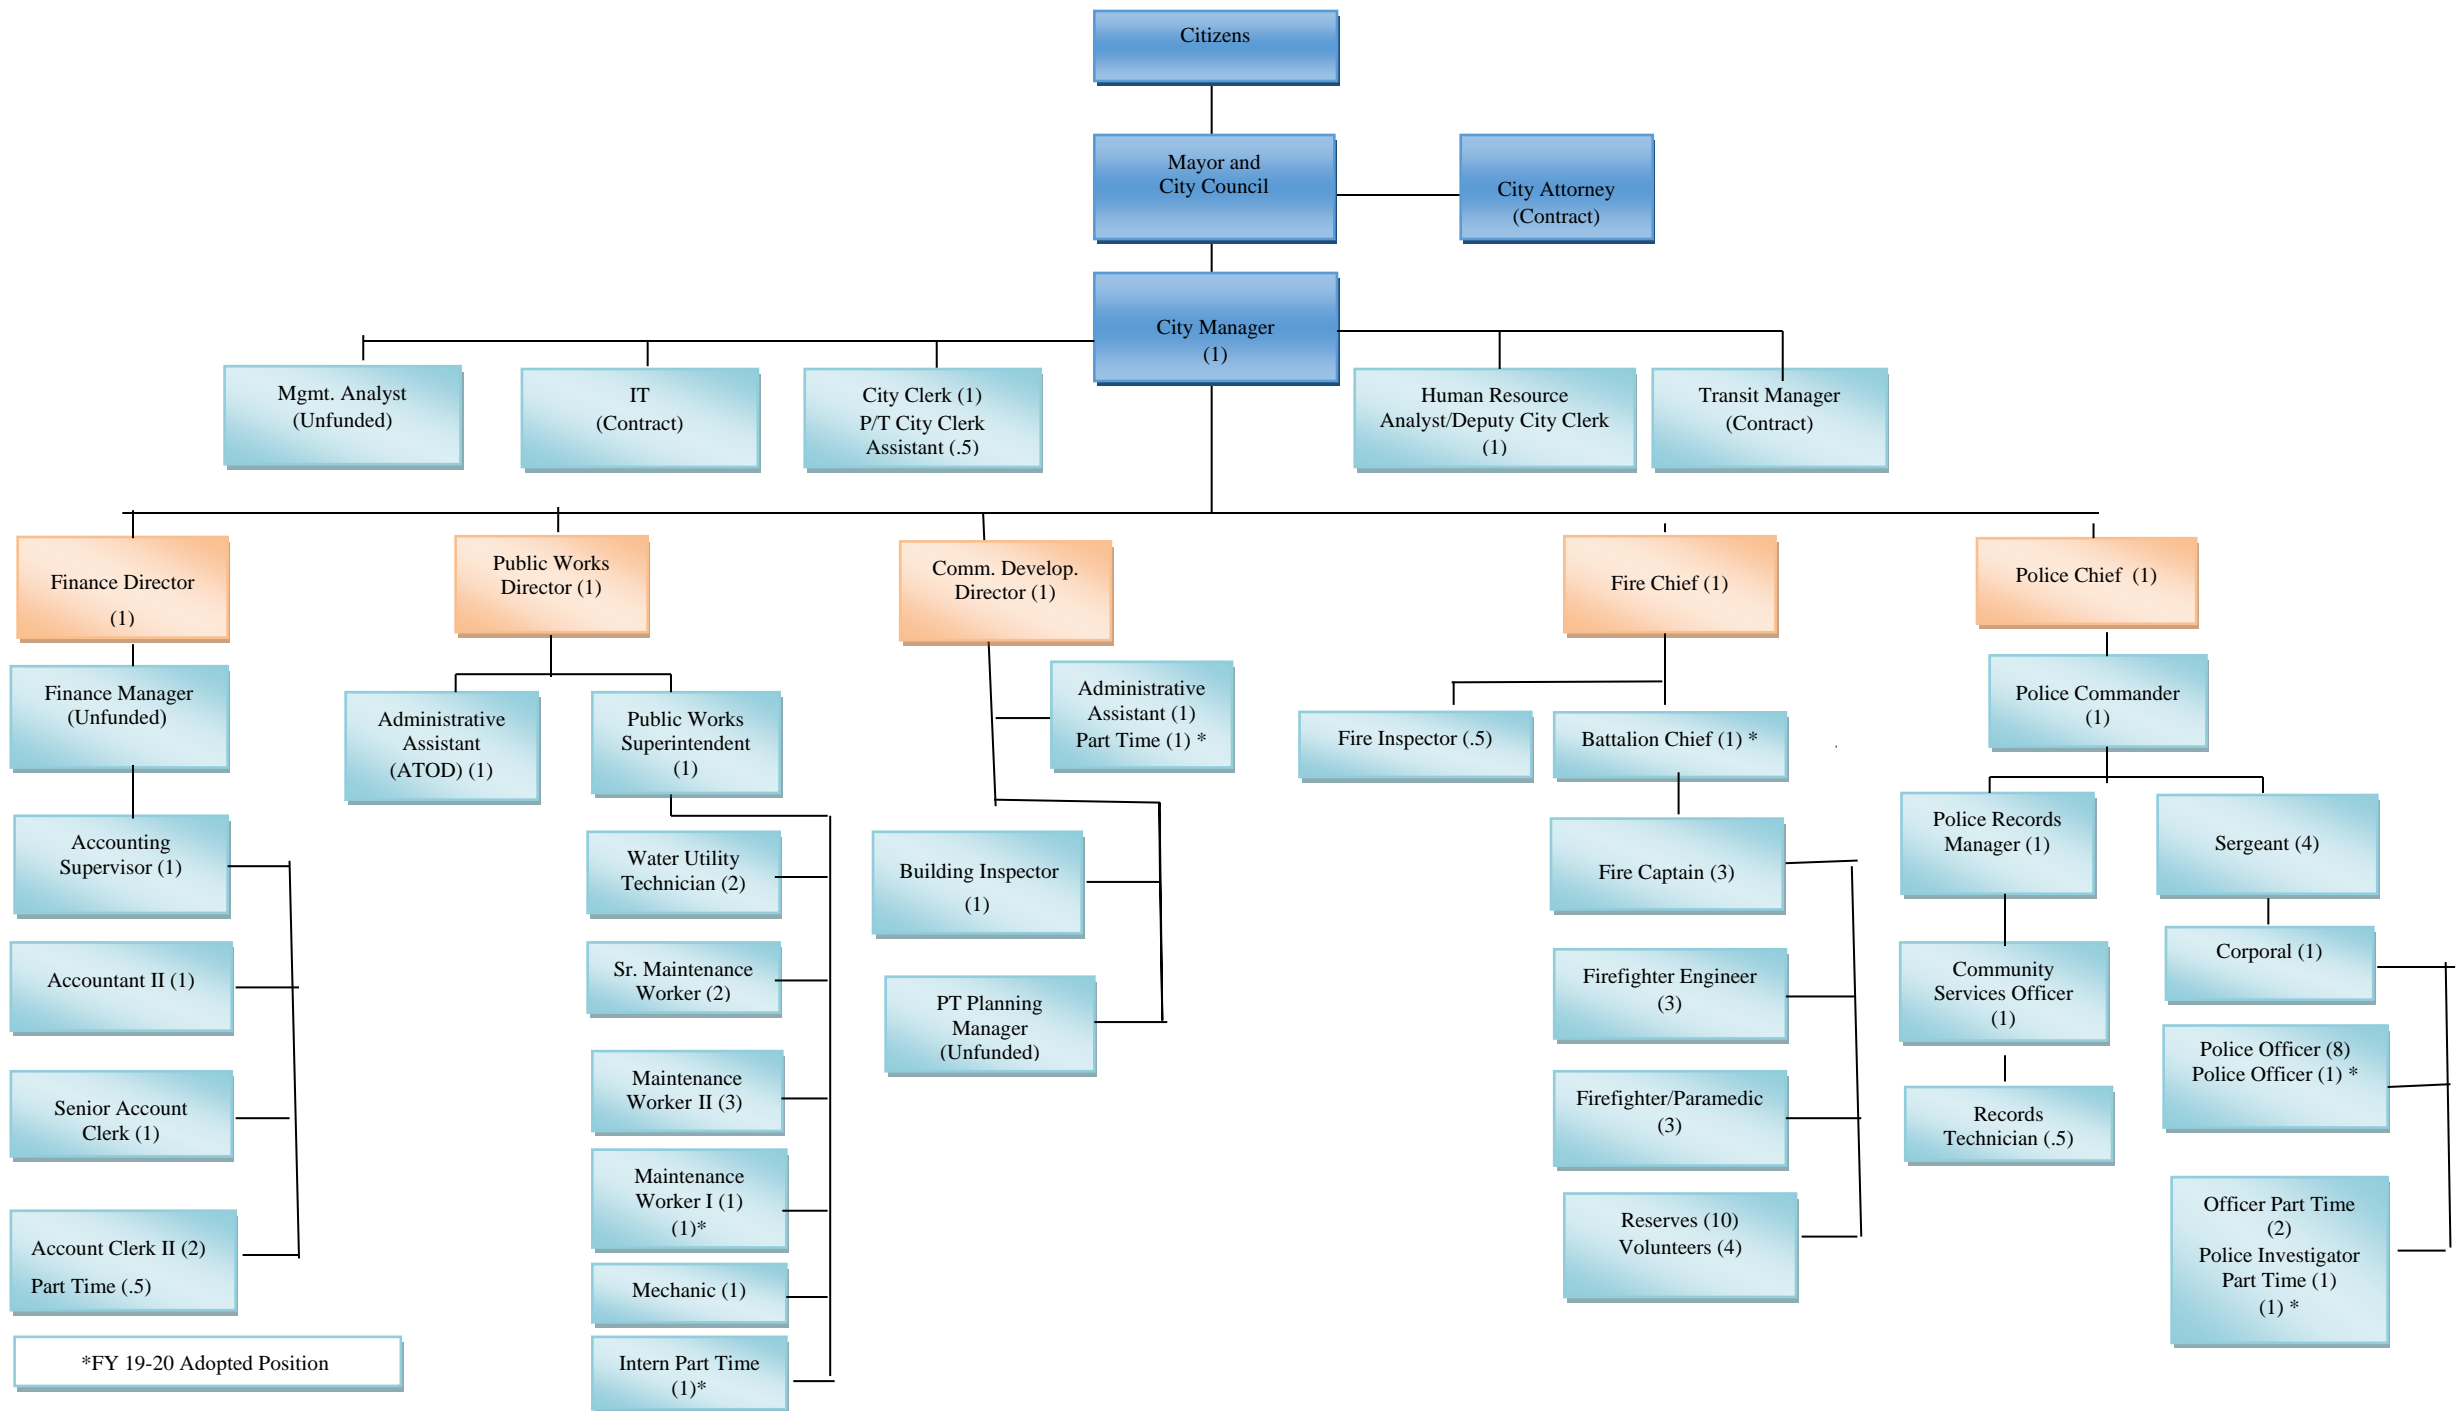 Citizens
Mayor and
City Council
City Attorney
(Contract)
City Manager
(1)
Mgmt. Analyst
(Unfunded)
IT
(Contract)
City Clerk (1)
P/T City Clerk
Assistant (.5)
Human Resource
Analyst/Deputy City Clerk
(1)
Transit Manager
(Contract)
Finance Director
(1)
Finance Manager
(Unfunded)
Accounting
Supervisor (1)
Accountant II (1)
Senior Account
Clerk (1)
Account Clerk II (2)
Part Time (.5)
*FY 19-20 Adopted Position
Public Works
Director (1)
Administrative
Assistant
(ATOD) (1)
Public Works
Superintendent
(1)
Water Utility
Technician (2)
Sr. Maintenance
Worker (2)
Maintenance
Worker II (3)
Maintenance
Worker I (1)
(1)*
Mechanic (1)
Intern Part Time
(1)*
Comm. Develop.
Director (1)
Administrative
Assistant (1)
Part Time (1) *
Building Inspector
(1)
PT Planning
Manager
(Unfunded)
Fire Chief (1)
Fire Inspector (.5)
Battalion Chief (1) *
Fire Captain (3)
Firefighter Engineer
(3)
Firefighter/Paramedic
(3)
Reserves (10)
Volunteers (4)
Police Chief  (1)
Police Commander
(1)
Police Records
Manager (1)
Community
Services Officer
(1)
Records
Technician (.5)
Sergeant (4)
Corporal (1)
Police Officer (8)
Police Officer (1) *
Officer Part Time
(2)
Police Investigator
Part Time (1)
(1) *